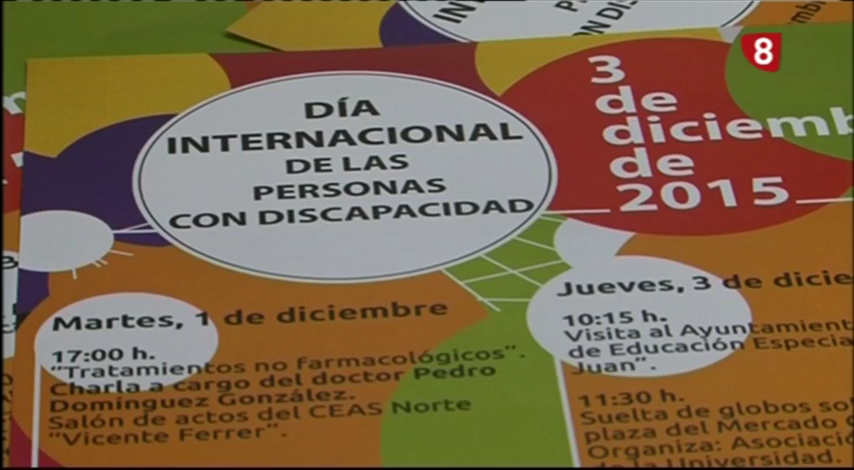 8
DÍA
INTERNACIONAL
DE LAS
PERSONAS
CON DISCAPACIDAD
3
de
diciemb
de
2015
Martes, 1 de diciembre
17:00 h.
"Tratamientos no farmacológicos".
Charla a cargo del doctor Pedro
Domínguez González.
Salón de actos del CEAS Norte
"Vicente Ferrer".
Jueves, 3 de dicie
10:15 h.
Visita al Ayuntamient
de Educación Especia
Juan".
11:30 h.
Suelta de globos so
plaza del Mercado
Organiza: Asociació
de la Universidad.